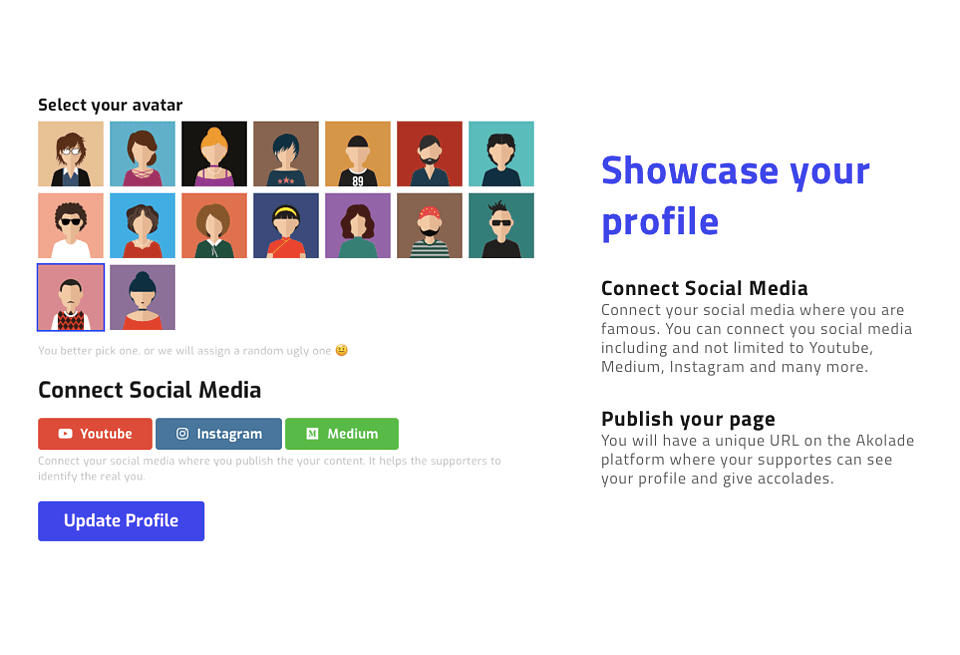 Select your avatar
89
You better pick one, or we will assign a random ugly one 😃
Connect Social Media
Youtube
Instagram
Medium
Connect your social media where you publish the your content. It helps the supporters to
identify the real you.
Update Profile
Showcase your
profile
Connect Social Media
Connect your social media where you are
famous. You can connect you social media
including and not limited to Youtube,
Medium, Instagram and many more.
Publish your page
You will have a unique URL on the Akolade
platform where your supportes can see
your profile and give accolades.